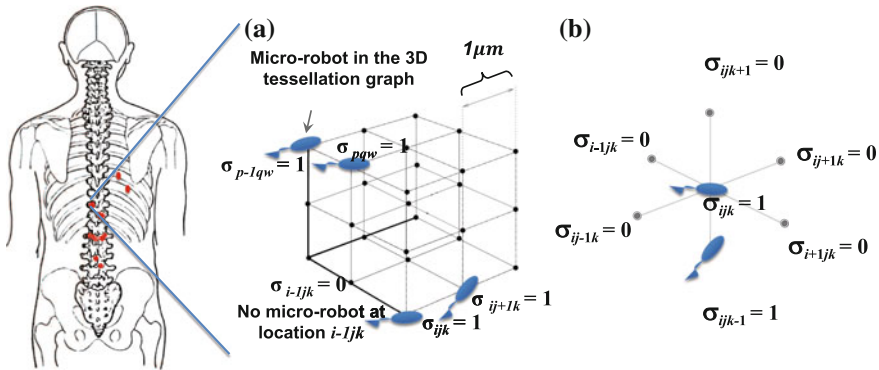 (a)
Micro-robot in the 3D
tessellation graph
1μm
σp-1qw = 1
σpqw = 1
σi-1jk = 0
No micro-robot at
location i-1jk
σijk = 1
σij+1k = 1
(b)
σijk+1 = 0
σi-1jk = 0
σij+1k = 0
σijk = 1
σij-1k = 0
σi+1jk = 0
σijk-1 = 1